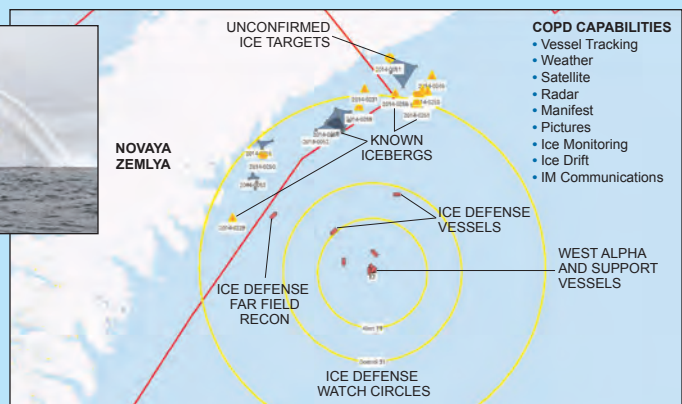 UNCONFIRMED
ICE TARGETS
COPD CAPABILITIES
• Vessel Tracking
• Weather
• Satellite
• Radar
• Manifest
• Pictures
• Ice Monitoring
• Ice Drift
• IM Communications
NOVAYA
ZEMLYA
KNOWN
ICEBERGS
ICE DEFENSE
VESSELS
WEST ALPHA
AND SUPPORT
VESSELS
ICE DEFENSE
FAR FIELD
RECON
ICE DEFENSE
WATCH CIRCLES